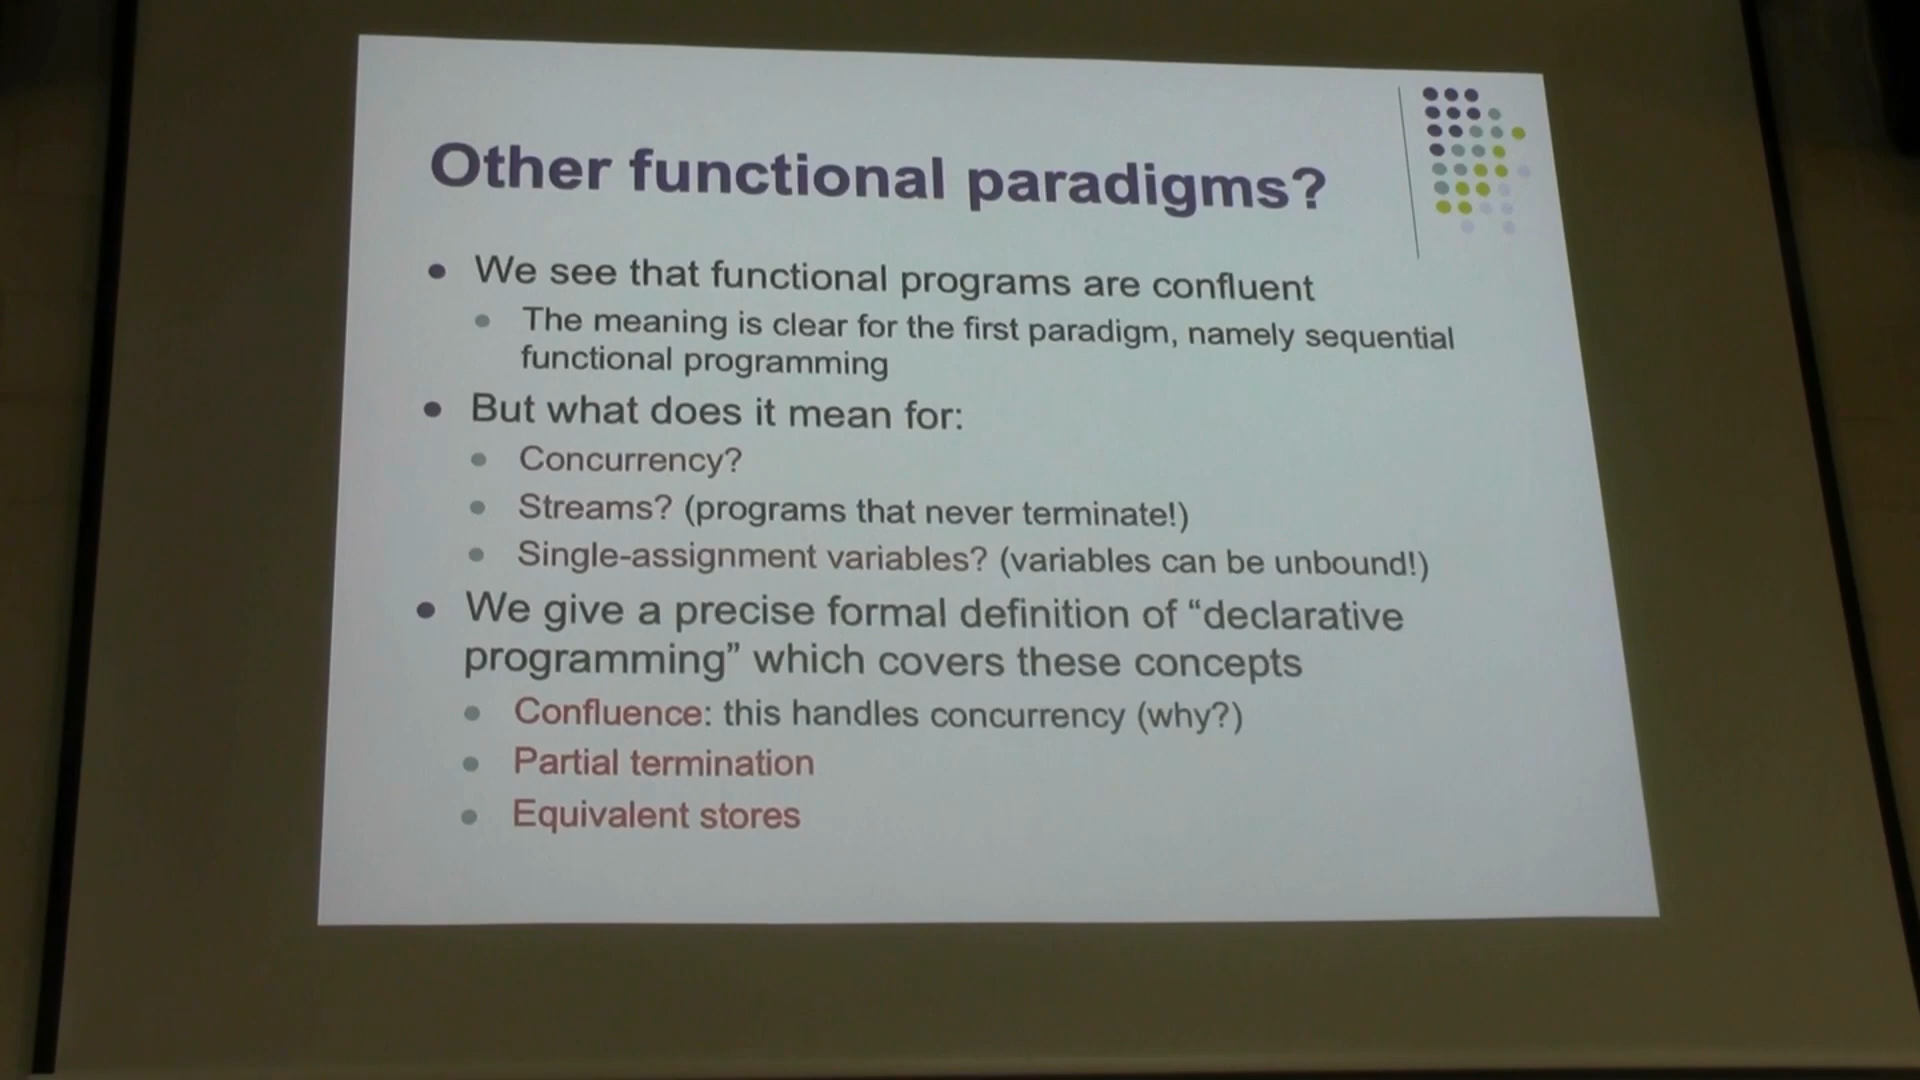 Other functional paradigms?
• We see that functional programs are confluent
• The meaning is clear for the first paradigm, namely sequential
functional programming
• But what does it mean for:
• Concurrency?
• Streams? (programs that never terminate!)
• Single-assignment variables? (variables can be unbound!)
• We give a precise formal definition of “declarative
programming” which covers these concepts
• Confluence: this handles concurrency (why?)
• Partial termination
• Equivalent stores